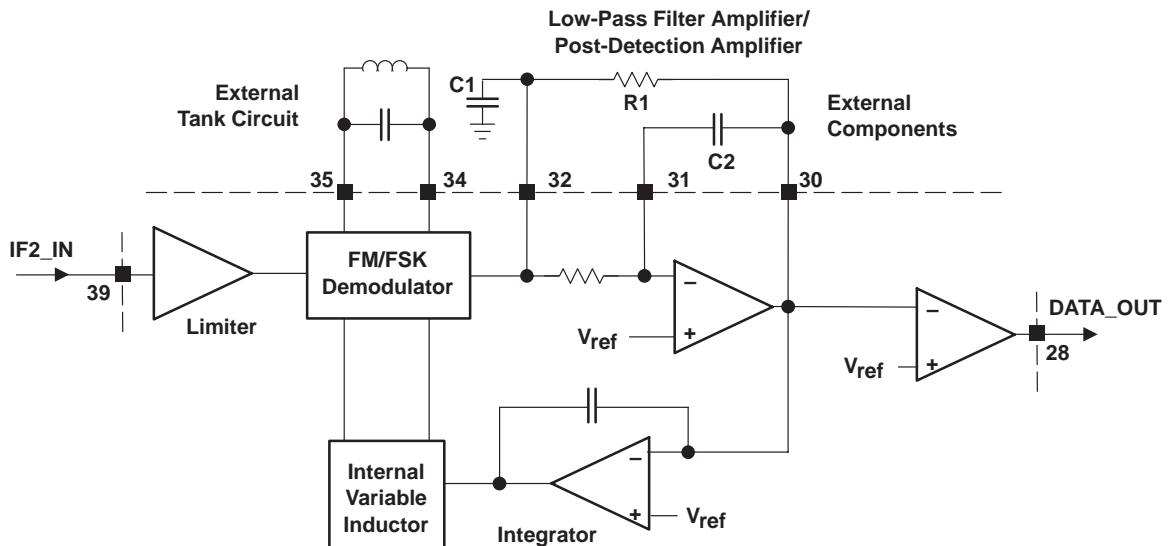 Low-Pass Filter Amplifier/
Post-Detection Amplifier
C1
R1
External
Tank Circuit
External
Components
C2
35
34
32
31
30
IF2_IN
39
Limiter
FM/FSK
Demodulator
−
+
Vref
−
+
Vref
DATA_OUT
28
Internal
Variable
Inductor
−
+
Vref
Integrator